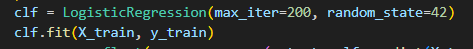 clf = LogisticRegression(max_iter=200, random_state=42)
clf.fit(X_train, y_train)